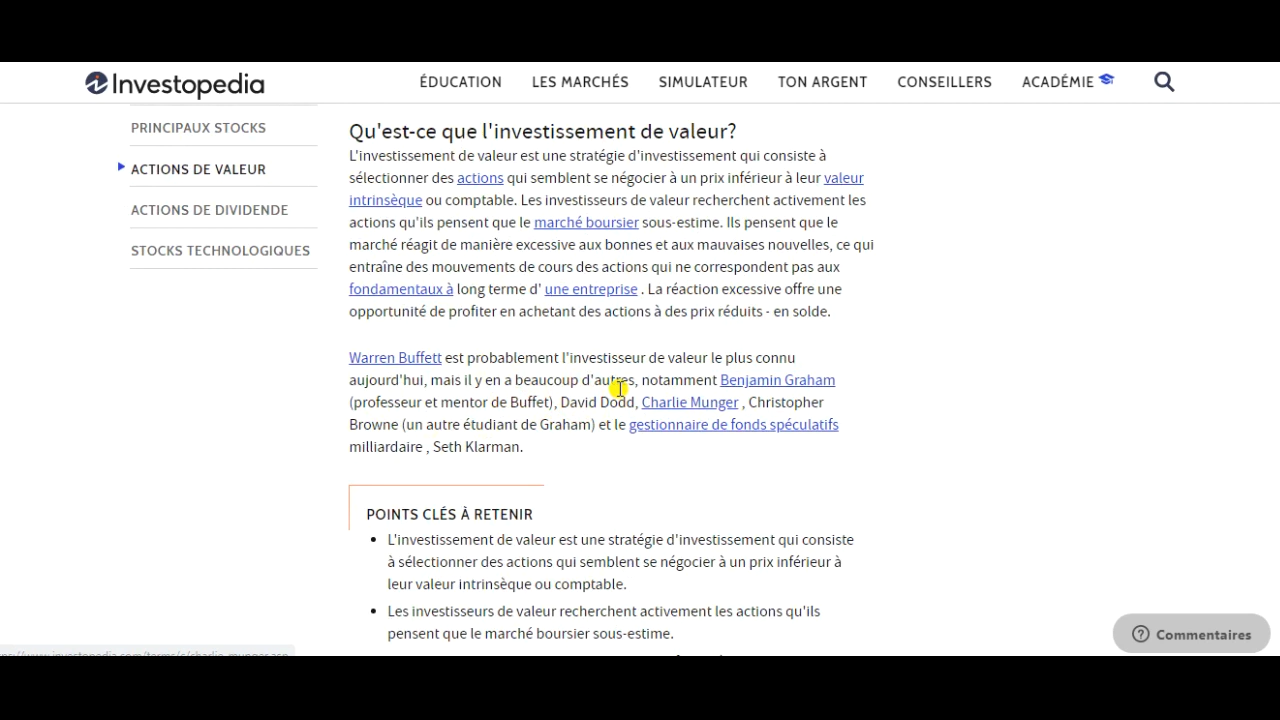 Investopedia
ÉDUCATION
LES MARCHÉS
SIMULATEUR
TON ARGENT
CONSEILLERS
ACADÉMIE
PRINCIPAUX STOCKS
ACTIONS DE VALEUR
ACTIONS DE DIVIDENDE
STOCKS TECHNOLOGIQUES
Qu'est-ce que l'investissement de valeur?
L'investissement de valeur est une stratégie d'investissement qui consiste à
sélectionner des actions qui semblent se négocier à un prix inférieur à leur valeur
intrinsèque ou comptable. Les investisseurs de valeur recherchent activement les
actions qu'ils pensent que le marché boursier sous-estime. Ils pensent que le
marché réagit de manière excessive aux bonnes et aux mauvaises nouvelles, ce qui
entraîne des mouvements de cours des actions qui ne correspondent pas aux
fondamentaux à long terme d' une entreprise . La réaction excessive offre une
opportunité de profiter en achetant des actions à des prix réduits - en solde.
Warren Buffett est probablement l'investisseur de valeur le plus connu
aujourd'hui, mais il y en a beaucoup d'autres, notamment Benjamin Graham
(professeur et mentor de Buffet), David Dodd, Charlie Munger , Christopher
Browne (un autre étudiant de Graham) et le gestionnaire de fonds spéculatifs
milliardaire , Seth Klarman.
POINTS CLÉS À RETENIR
• L'investissement de valeur est une stratégie d'investissement qui consiste
à sélectionner des actions qui semblent se négocier à un prix inférieur à
leur valeur intrinsèque ou comptable.
• Les investisseurs de valeur recherchent activement les actions qu'ils
pensent que le marché boursier sous-estime.
Commentaires